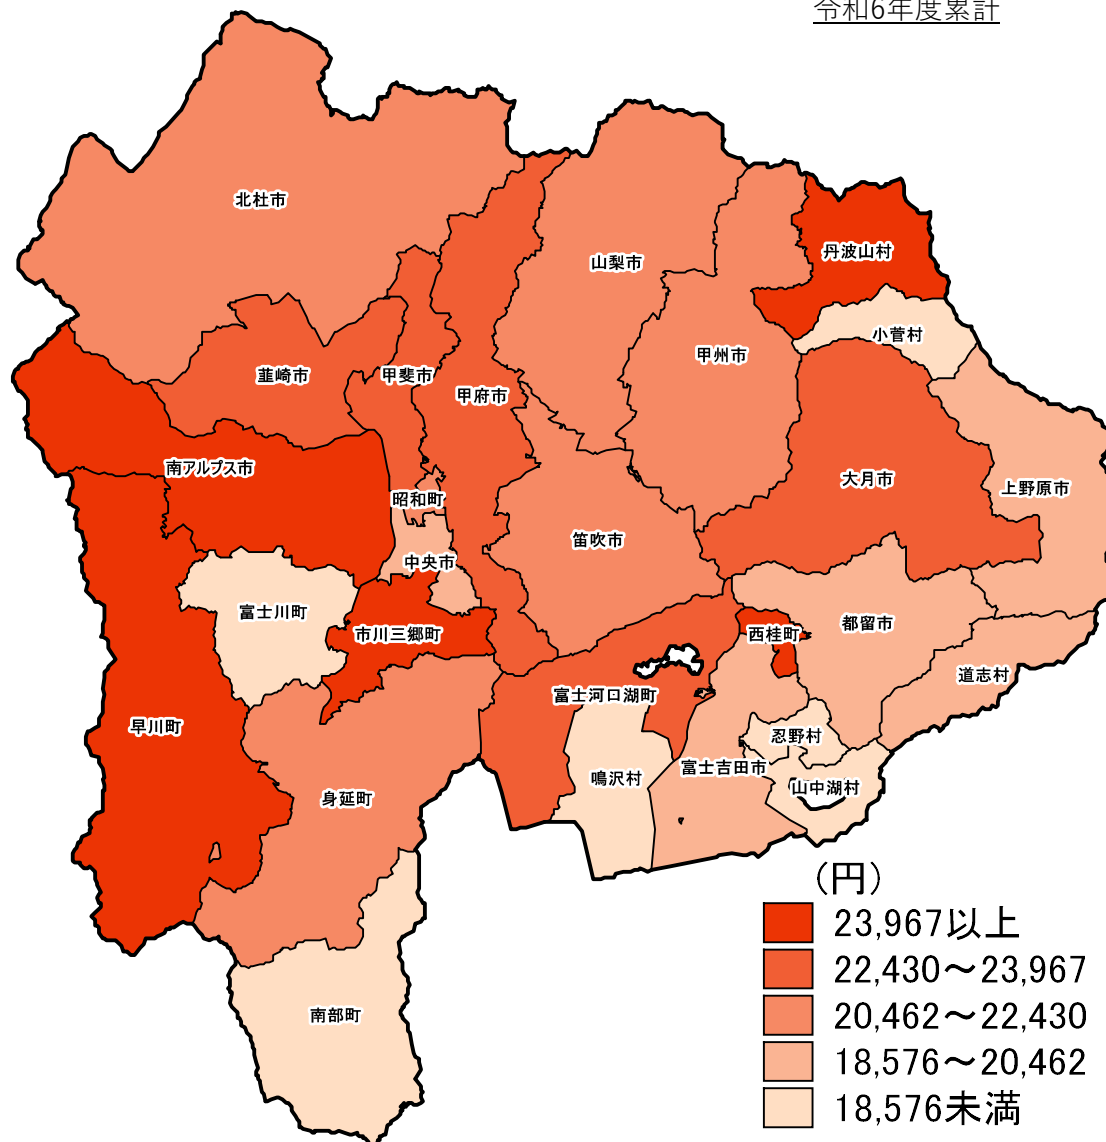 令和6年度累計
北杜市
丹波山村
山梨市
小菅村
甲州市
韮崎市
甲斐市
甲府市
南アルプス市
大月市
上野原市
昭和町
笛吹市
中央市
富士川町
市川三郷町
西桂町
都留市
道志村
富士河口湖町
早川町
忍野村
富士吉田市
鳴沢村
山中湖村
身延町
南部町
(円)
23,967以上
22,430～23,967
20,462～22,430
18,576～20,462
18,576未満